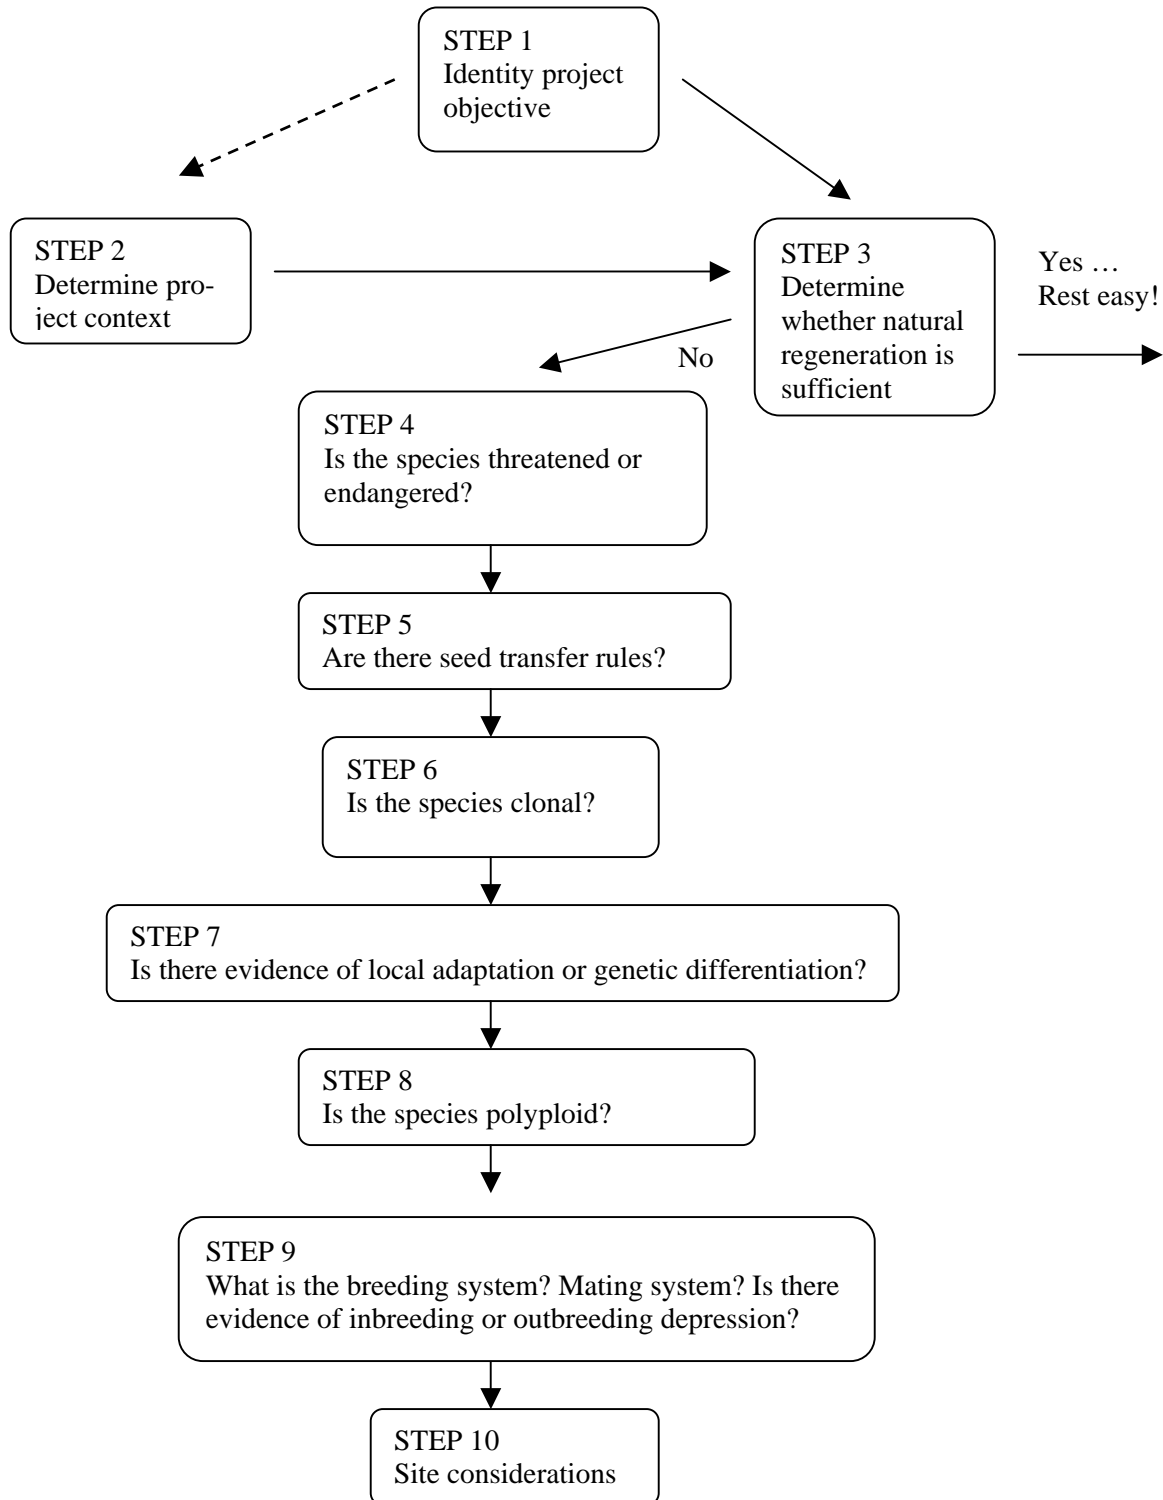 STEP 1
Identity project
objective
STEP 2
Determine pro-
ject context
STEP 3
Determine
whether natural
regeneration is
sufficient
Yes …
Rest easy!
No
STEP 4
Is the species threatened or
endangered?
STEP 5
Are there seed transfer rules?
STEP 6
Is the species clonal?
STEP 7
Is there evidence of local adaptation or genetic differentiation?
STEP 8
Is the species polyploid?
STEP 9
What is the breeding system? Mating system? Is there
evidence of inbreeding or outbreeding depression?
STEP 10
Site considerations